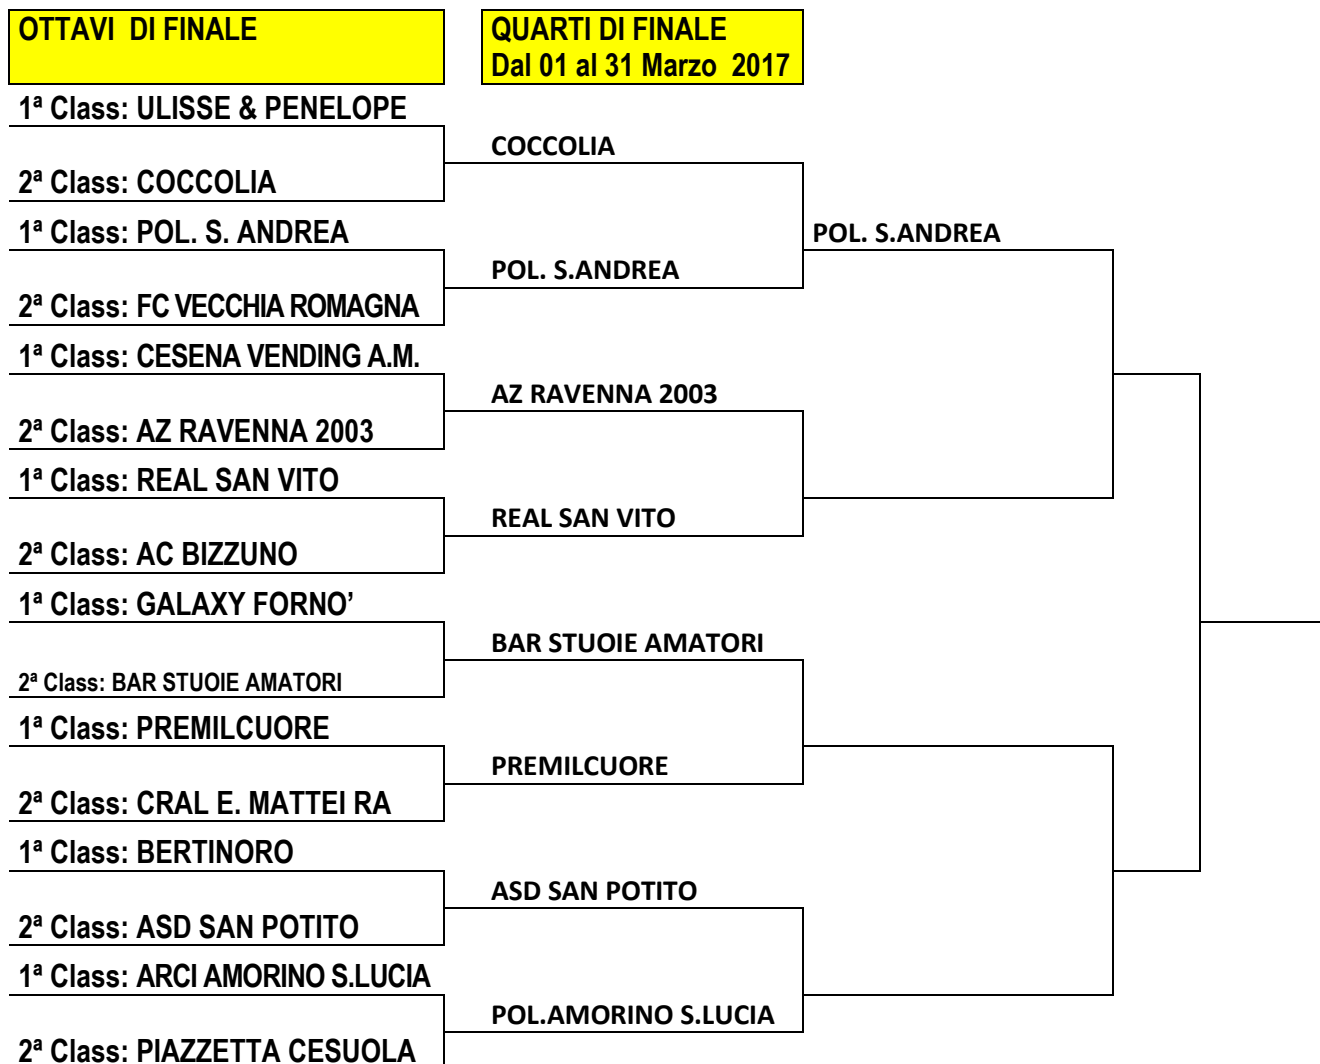 OTTAVI DI FINALE
QUARTI DI FINALE
Dal 01 al 31 Marzo 2017
1ª Class: ULISSE & PENELOPE
COCCOLIA
2ª Class: COCCOLIA
1ª Class: POL. S. ANDREA
POL. S.ANDREA
POL. S.ANDREA
2ª Class: FC VECCHIA ROMAGNA
1ª Class: CESENA VENDING A.M.
AZ RAVENNA 2003
2ª Class: AZ RAVENNA 2003
1ª Class: REAL SAN VITO
REAL SAN VITO
2ª Class: AC BIZZUNO
1ª Class: GALAXY FORNO’
BAR STUOIE AMATORI
2ª Class: BAR STUOIE AMATORI
1ª Class: PREMILCUORE
PREMILCUORE
2ª Class: CRAL E. MATTEI RA
1ª Class: BERTINORO
ASD SAN POTITO
2ª Class: ASD SAN POTITO
1ª Class: ARCI AMORINO S.LUCIA
POL.AMORINO S.LUCIA
2ª Class: PIAZZETTA CESUOLA